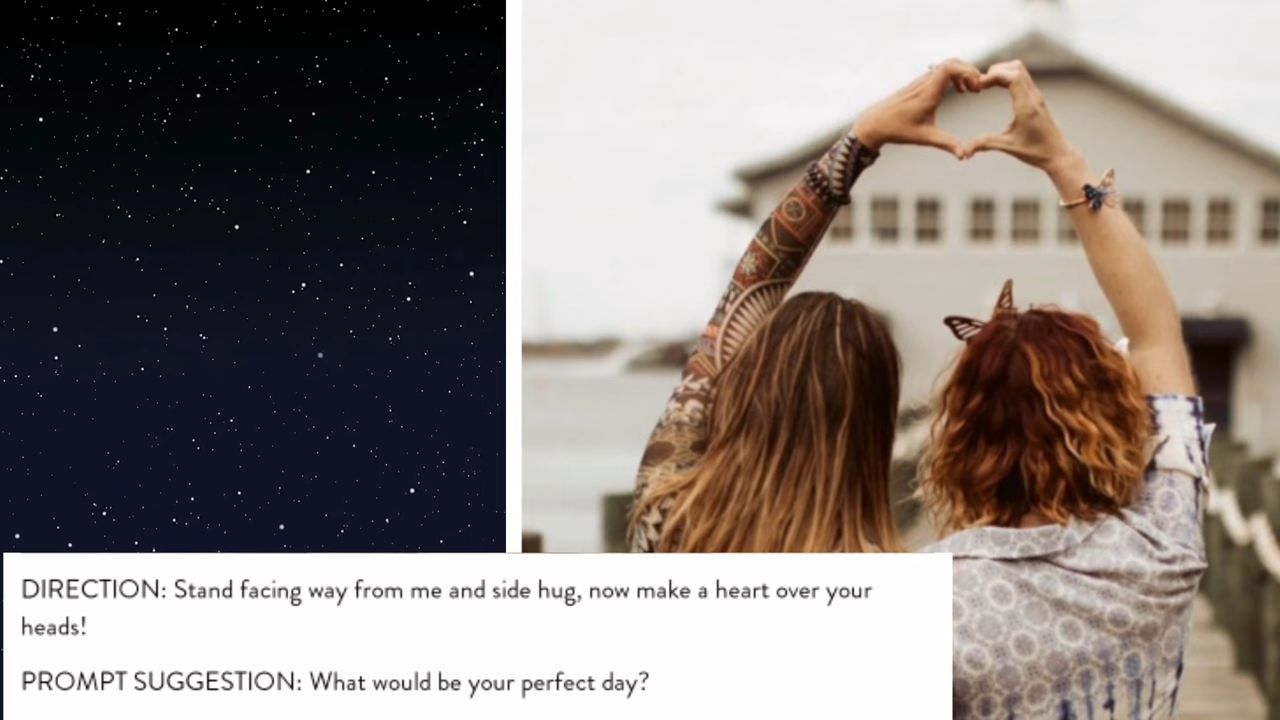 DIRECTION: Stand facing way from me and side hug, now make a heart over your
heads!
PROMPT SUGGESTION: What would be your perfect day?